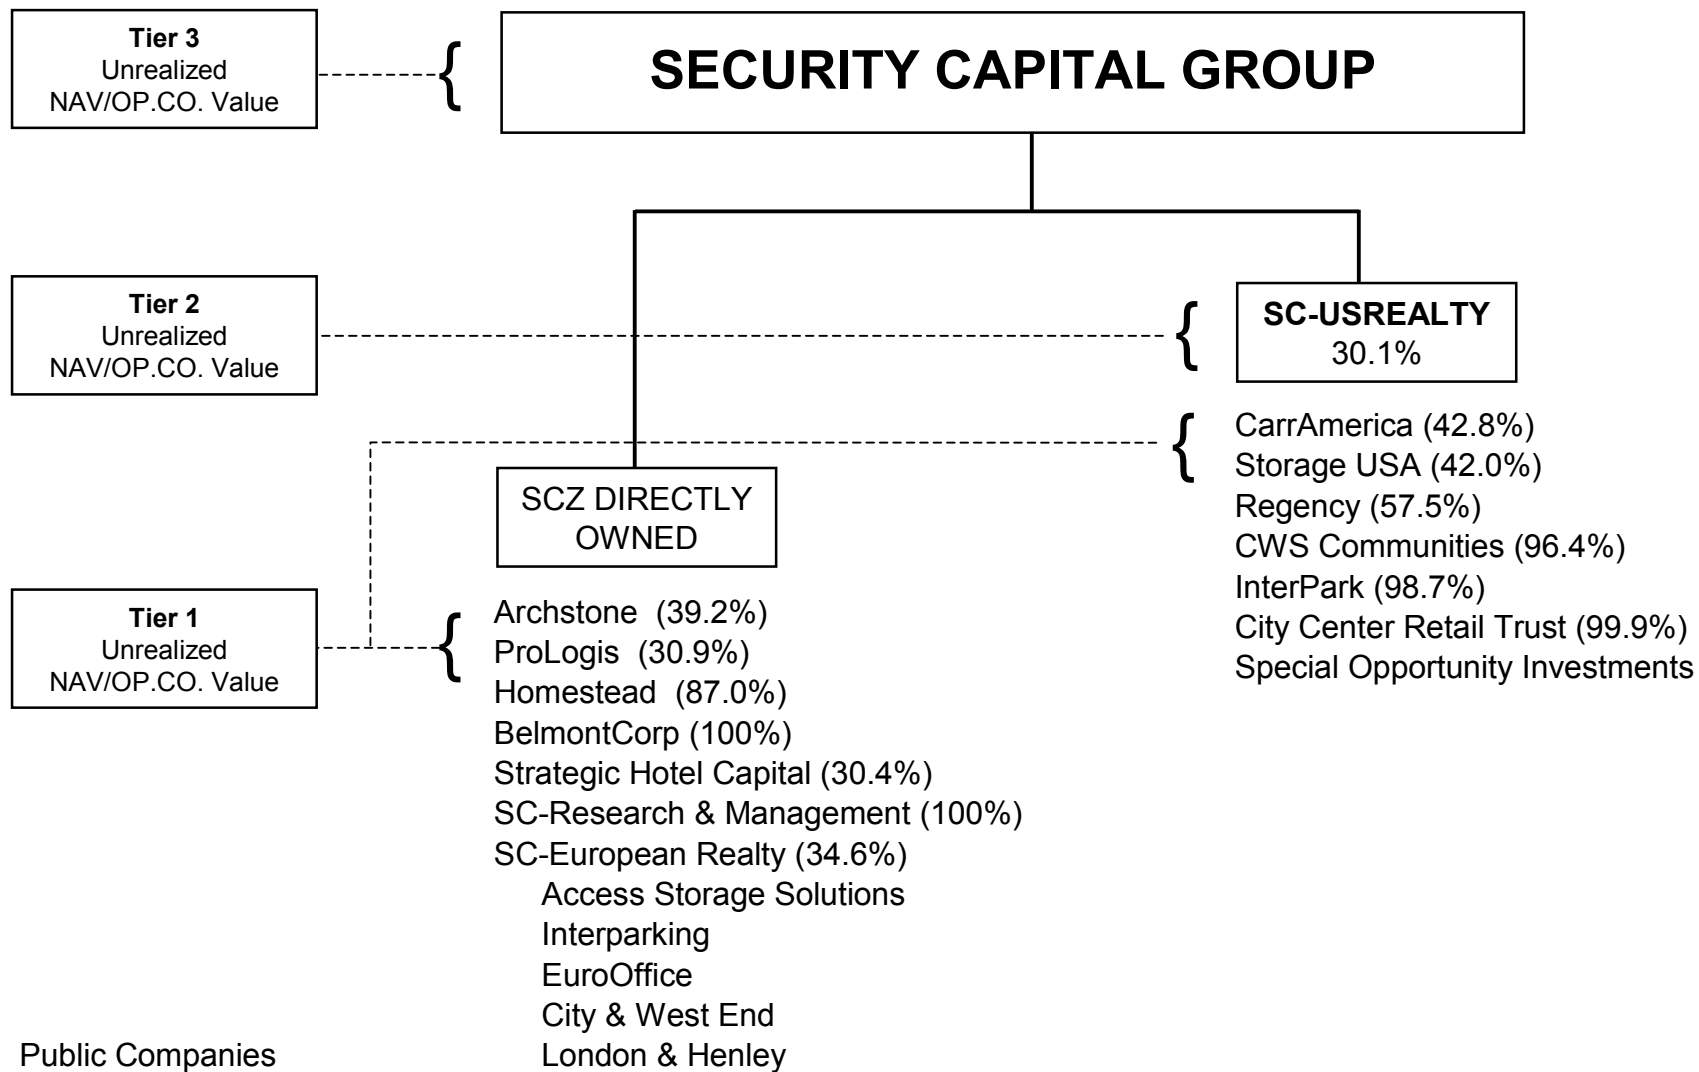 Tier 3
Unrealized
NAV/OP.CO. Value
{
SECURITY CAPITAL GROUP
Tier 2
Unrealized
NAV/OP.CO. Value
{
SC-USREALTY
30.1%
{
CarrAmerica (42.8%)
Storage USA (42.0%)
Regency (57.5%)
CWS Communities (96.4%)
InterPark (98.7%)
City Center Retail Trust (99.9%)
Special Opportunity Investments
SCZ DIRECTLY
OWNED
Tier 1
Unrealized
NAV/OP.CO. Value
{
Archstone (39.2%)
ProLogis (30.9%)
Homestead (87.0%)
BelmontCorp (100%)
Strategic Hotel Capital (30.4%)
SC-Research & Management (100%)
SC-European Realty (34.6%)
Access Storage Solutions
Interparking
EuroOffice
City & West End
London & Henley
Public Companies